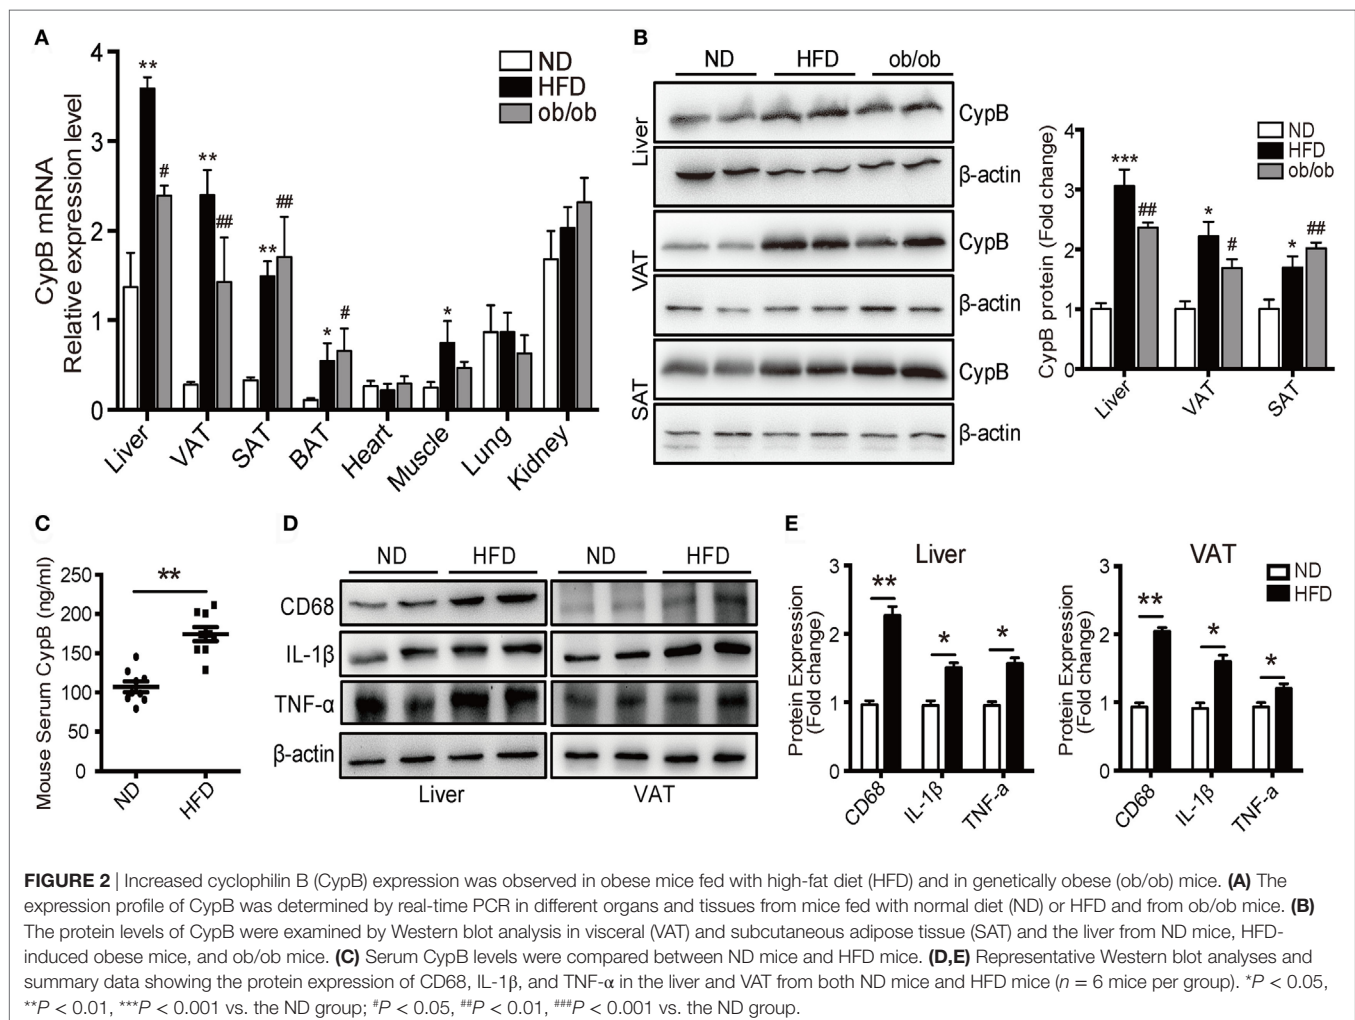 A
CypB mRNA
Relative expression level
4
3
2
1
0
ND
HFD
ob/ob
**
#
**
##
**
##
*
#
*
Liver
VAT
SAT
BAT
Heart
Muscle
Lung
Kidney
B
ND
HFD
ob/ob
Liver
CypB
β-actin
VAT
CypB
β-actin
SAT
CypB
β-actin
CypB protein (Fold change)
4
3
2
1
0
ND
HFD
ob/ob
***
##
*
#
*
##
Liver
VAT
SAT
C
Mouse Serum CypB (ng/ml)
250
200
150
100
50
0
**
ND
HFD
D
ND
HFD
ND
HFD
CD68
IL-1β
TNF-α
β-actin
Liver
VAT
E
Liver
Protein Expression
(Fold change)
3
2
1
0
**
*
*
CD68
IL-1β
TNF-a
VAT
Protein Expression
(Fold change)
3
2
1
0
ND
HFD
**
*
*
CD68
IL-1β
TNF-a
FIGURE 2 | Increased cyclophilin B (CypB) expression was observed in obese mice fed with high-fat diet (HFD) and in genetically obese (ob/ob) mice. (A) The
expression profile of CypB was determined by real-time PCR in different organs and tissues from mice fed with normal diet (ND) or HFD and from ob/ob mice. (B)
The protein levels of CypB were examined by Western blot analysis in visceral (VAT) and subcutaneous adipose tissue (SAT) and the liver from ND mice, HFD-
induced obese mice, and ob/ob mice. (C) Serum CypB levels were compared between ND mice and HFD mice. (D,E) Representative Western blot analyses and
summary data showing the protein expression of CD68, IL-1β, and TNF-α in the liver and VAT from both ND mice and HFD mice (n = 6 mice per group). *P < 0.05,
**P < 0.01, ***P < 0.001 vs. the ND group; #P < 0.05, ##P < 0.01, ###P < 0.001 vs. the ND group.